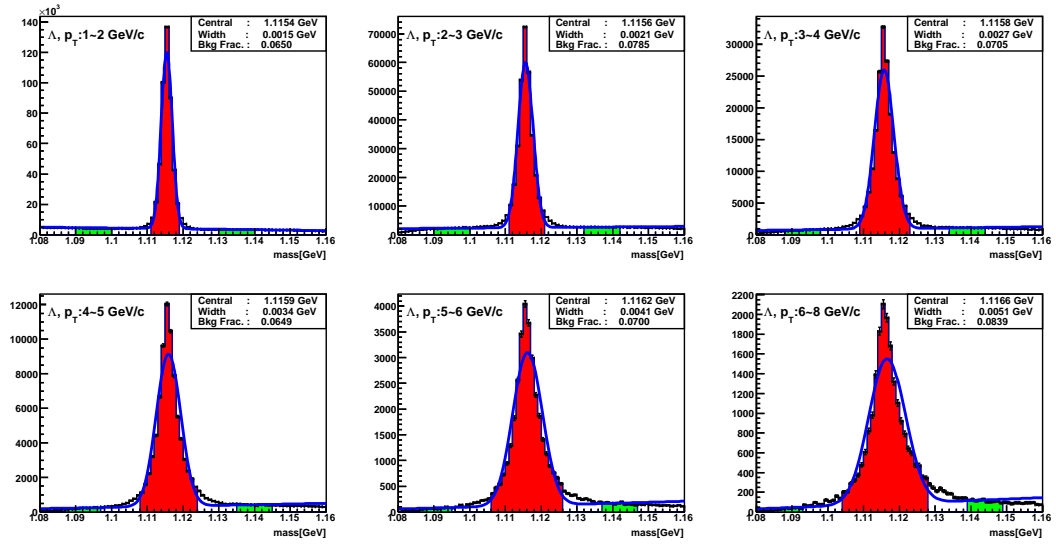 ×10³
Λ, p_T:1~2 GeV/c
Central : 1.1154 GeV
Width : 0.0015 GeV
Bkg Frac. : 0.0650
140
120
100
80
60
40
20
0
1.08 1.09 1.1 1.11 1.12 1.13 1.14 1.15 1.16
mass[GeV]
Λ, p_T:2~3 GeV/c
Central : 1.1156 GeV
Width : 0.0021 GeV
Bkg Frac. : 0.0785
70000
60000
50000
40000
30000
20000
10000
0
1.08 1.09 1.1 1.11 1.12 1.13 1.14 1.15 1.16
mass[GeV]
Λ, p_T:3~4 GeV/c
Central : 1.1158 GeV
Width : 0.0027 GeV
Bkg Frac. : 0.0705
30000
25000
20000
15000
10000
5000
0
1.08 1.09 1.1 1.11 1.12 1.13 1.14 1.15 1.16
mass[GeV]
Λ, p_T:4~5 GeV/c
Central : 1.1159 GeV
Width : 0.0034 GeV
Bkg Frac. : 0.0649
12000
10000
8000
6000
4000
2000
0
1.08 1.09 1.1 1.11 1.12 1.13 1.14 1.15 1.16
mass[GeV]
Λ, p_T:5~6 GeV/c
Central : 1.1162 GeV
Width : 0.0041 GeV
Bkg Frac. : 0.0700
4000
3500
3000
2500
2000
1500
1000
500
0
1.08 1.09 1.1 1.11 1.12 1.13 1.14 1.15 1.16
mass[GeV]
Λ, p_T:6~8 GeV/c
Central : 1.1166 GeV
Width : 0.0051 GeV
Bkg Frac. : 0.0839
2200
2000
1800
1600
1400
1200
1000
800
600
400
200
0
1.08 1.09 1.1 1.11 1.12 1.13 1.14 1.15 1.16
mass[GeV]